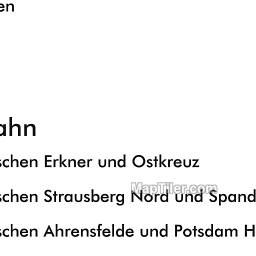 en
ahn
schen Erkner und Ostkreuz
MapTiler.com
schen Strausberg Nord und Spand
schen Ahrensfelde und Potsdam H